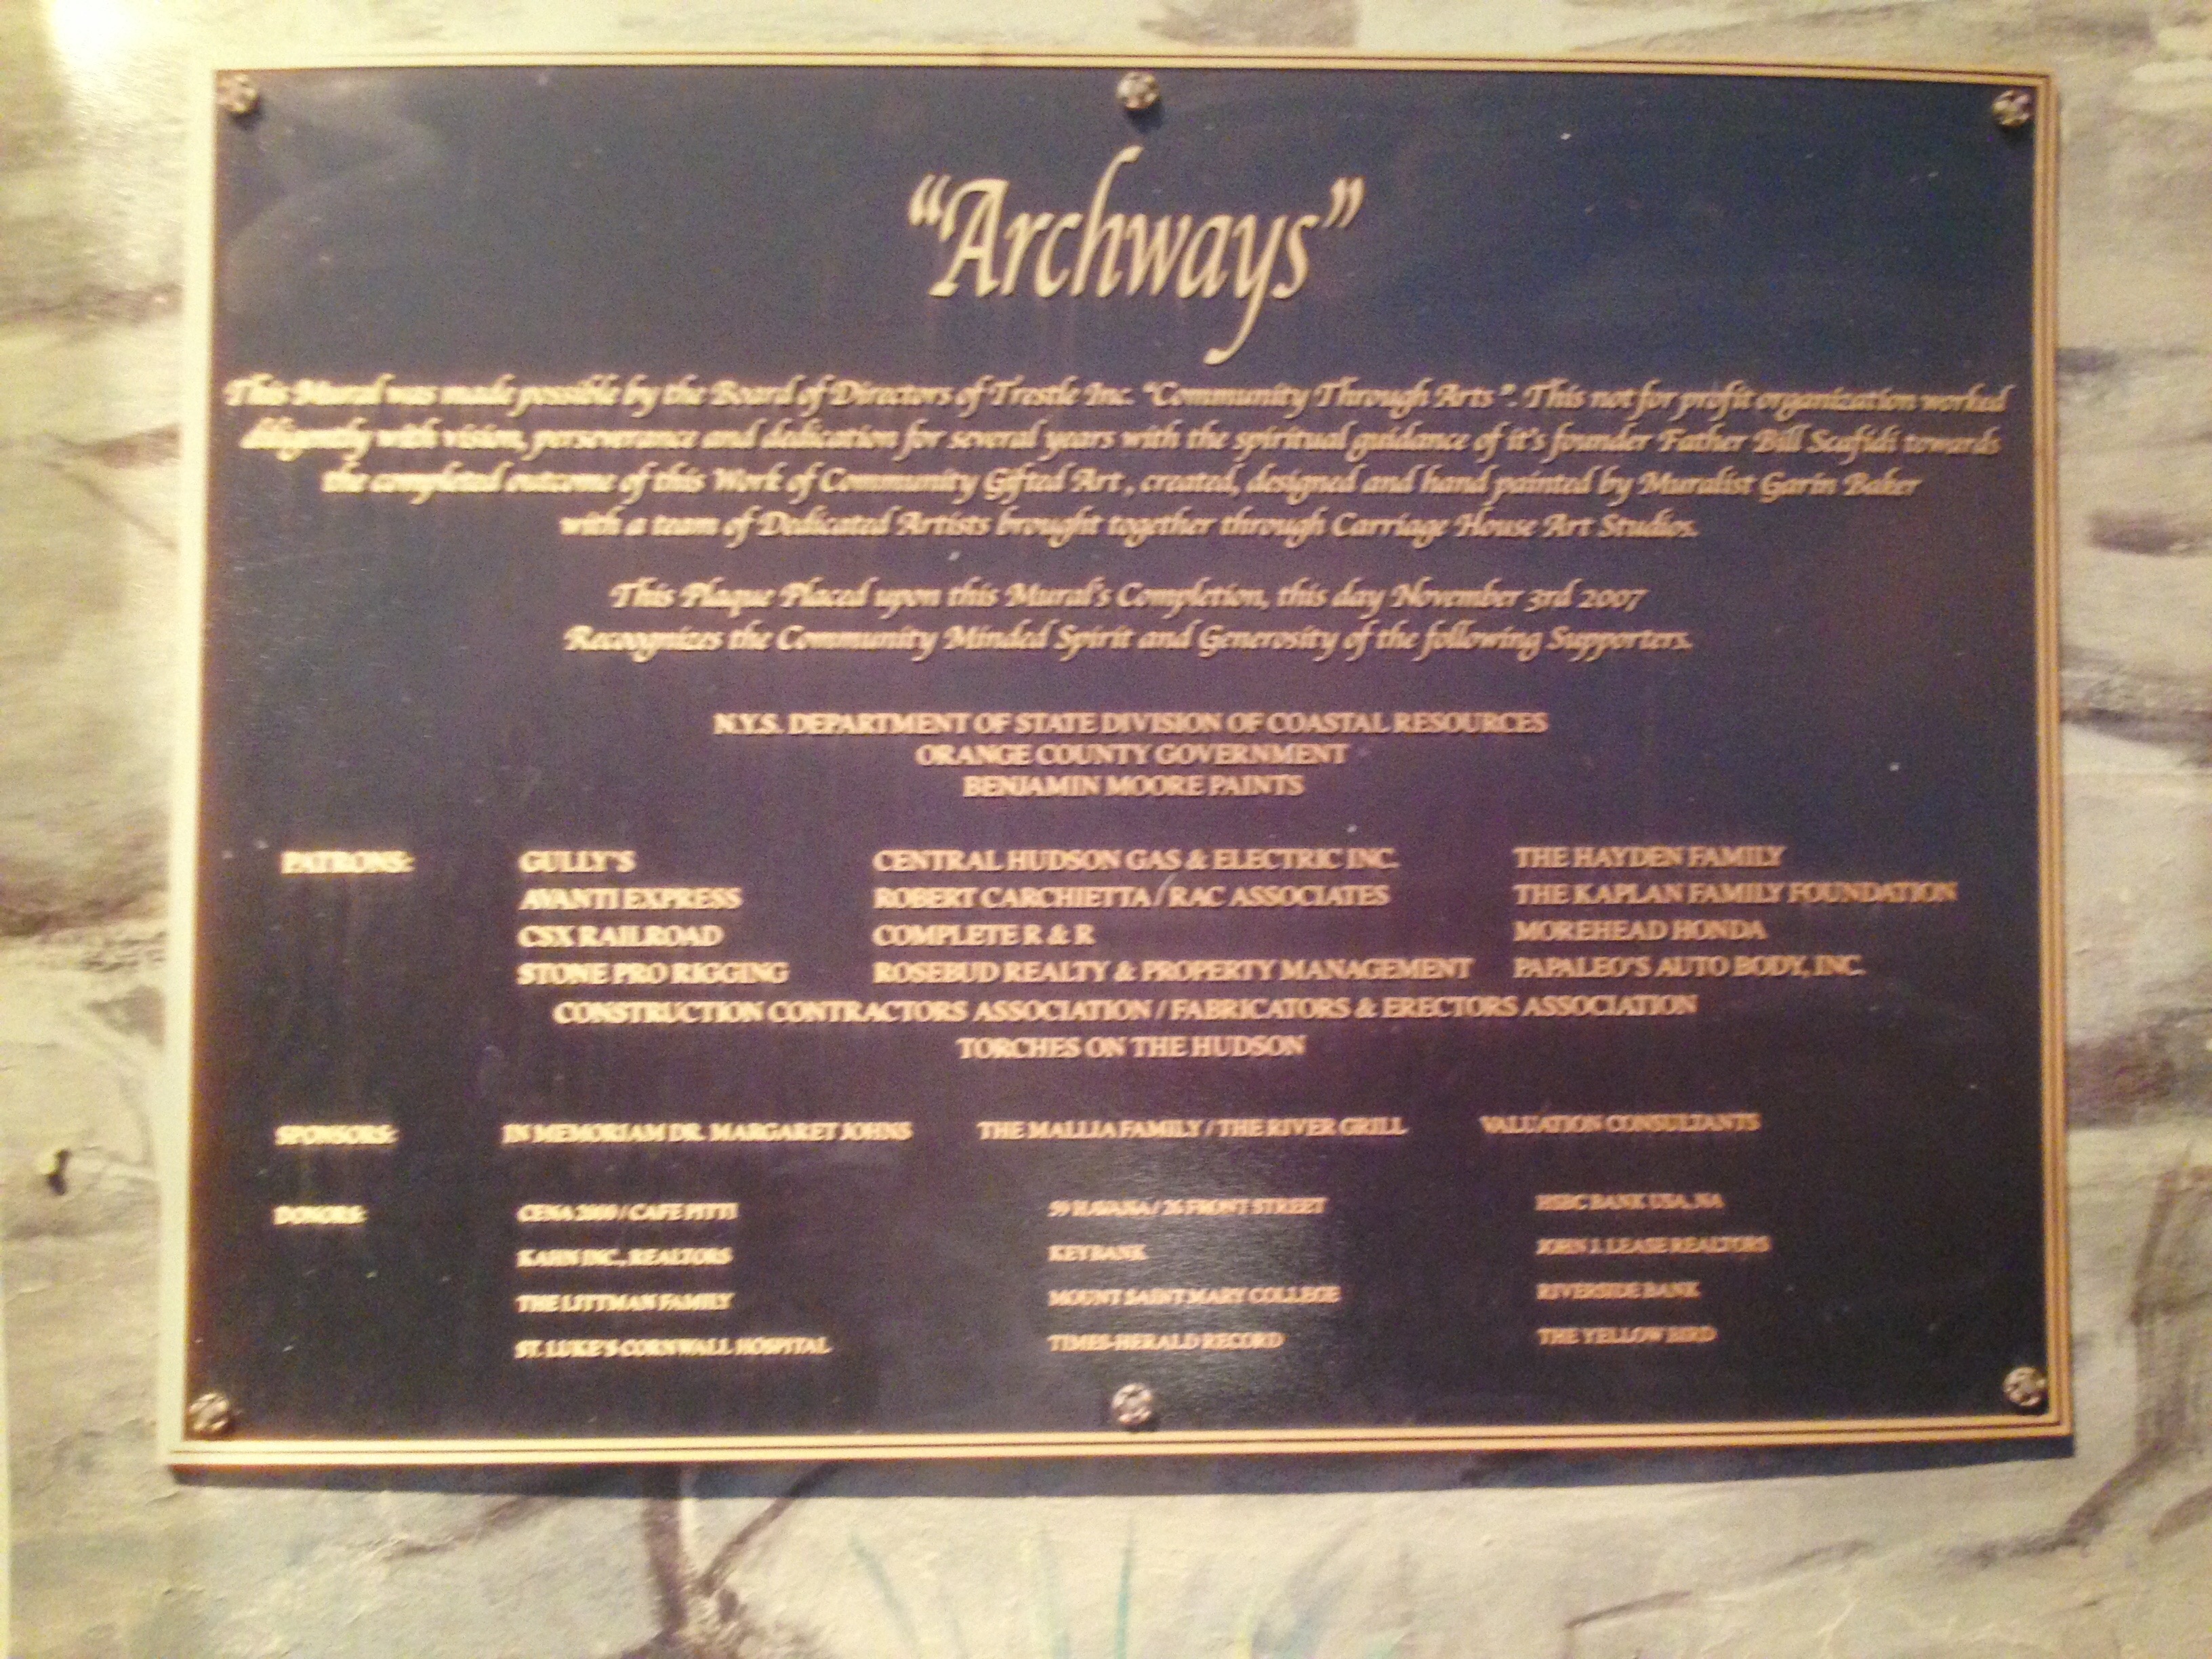 "Archways"
This Mural was made possible by the Board of Directors of Trestle Inc. "Community Through Arts". This not for profit organization worked
diligently with vision, perseverance and dedication for several years with the spiritual guidance of it's founder Father Bill Scafidi towards
the completed outcome of this Work of Community Gifted Art, created, designed and hand painted by Muralist Garin Baker
with a team of Dedicated Artists brought together through Carriage House Art Studios.
This Plaque Placed upon this Mural's Completion, this day November 3rd 2007
Recongnizes the Community Minded Spirit and Generosity of the following Supporters.
N.Y.S. DEPARTMENT OF STATE DIVISION OF COASTAL RESOURCES
ORANGE COUNTY GOVERNMENT
BENJAMIN MOORE PAINTS
PATRONS: GULLY'S CENTRAL HUDSON GAS & ELECTRIC INC. THE HAYDEN FAMILY
AVANTI EXPRESS ROBERT CARCHIETTA / RAC ASSOCIATES THE KAPLAN FAMILY FOUNDATION
CSX RAILROAD COMPLETE R & R MOREHEAD HONDA
STONE PRO RIGGING ROSEBUD REALTY & PROPERTY MANAGEMENT PAPALEO'S AUTO BODY, INC.
CONSTRUCTION CONTRACTORS ASSOCIATION / FABRICATORS & ERECTORS ASSOCIATION
TORCHES ON THE HUDSON
SPONSORS: IN MEMORIAM DR. MARGARET JOHNS THE MALLIA FAMILY / THE RIVER GRILL VALUATION CONSULTANTS
DONORS: CENA 2000 / CAFE PITTI 59 HAVANA / 26 FRONT STREET HSBC BANK USA, NA
KAHN INC., REALTORS KEYBANK JOHN J. LEASE REALTORS
THE LITTMAN FAMILY MOUNT SAINT MARY COLLEGE RIVERSIDE BANK
ST. LUKE'S CORNWALL HOSPITAL TIMES-HERALD RECORD THE YELLOW BIRD